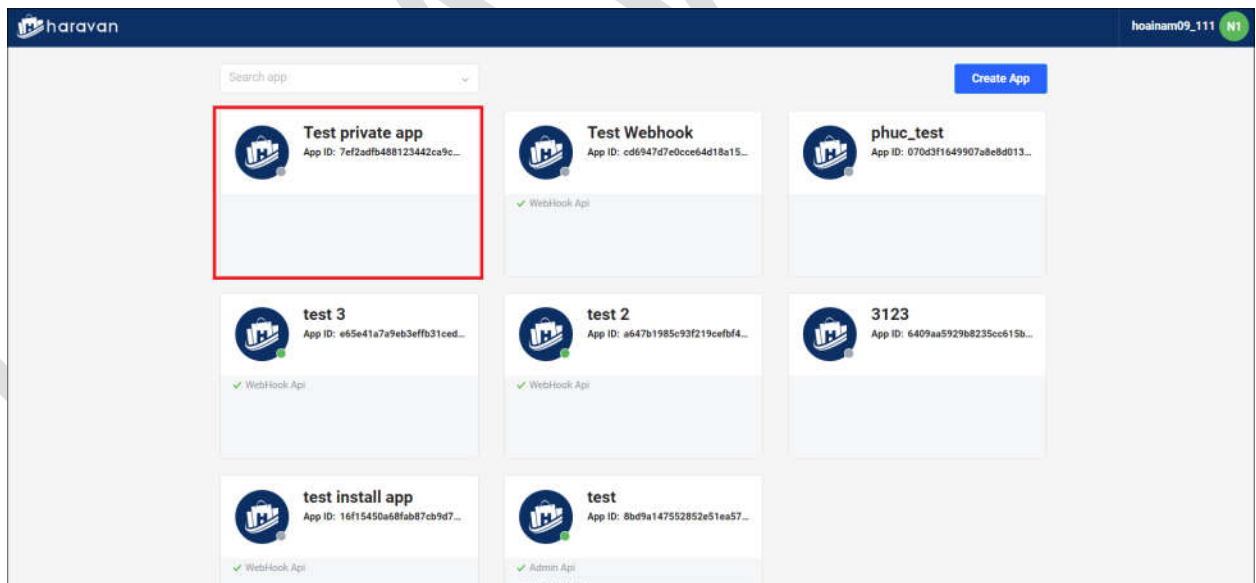 haravan
hoainam09_111 N1
Search app
Create App
Test private app
App ID: 7ef2adfb488123442ca9c...
Test Webhook
App ID: cd6947d7e0cce64d18a15...
WebHook Api
phuc_test
App ID: 070d3f1649907a8e8d013...
test 3
App ID: e65e41a7a9eb3effb31ced...
WebHook Api
test 2
App ID: a647b1985c93f219cefbf4...
WebHook Api
3123
App ID: 6409aa5929b8235cc615b...
test install app
App ID: 16f15450a68fab87cb9d7...
WebHook Api
test
App ID: 8bd9a147552852e51ea57...
Admin Api